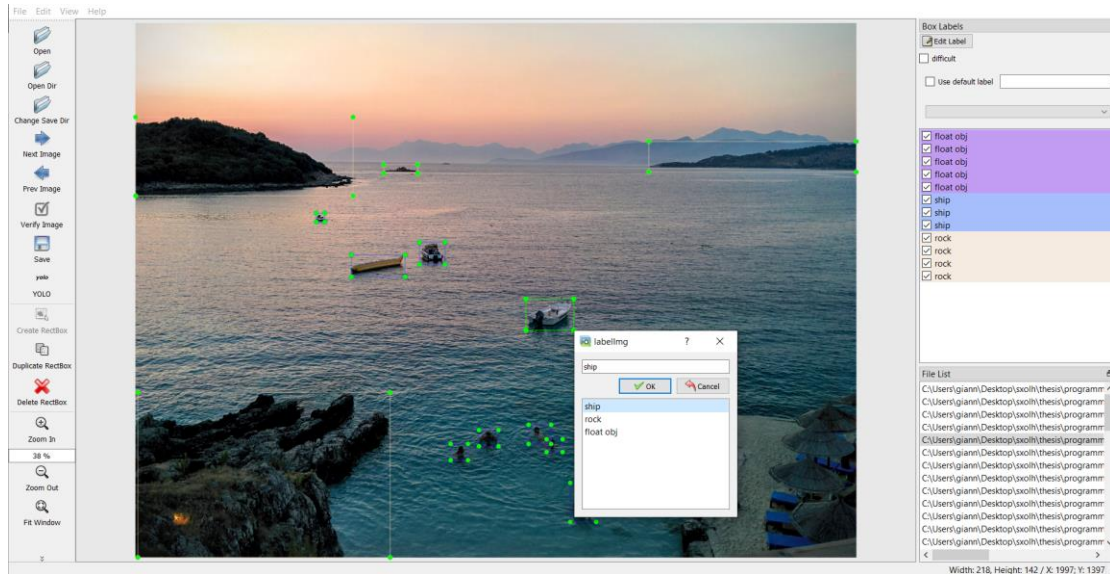 File Edit View Help
Open
Open Dir
Change Save Dir
Next Image
Prev Image
Verify Image
Save
yolo
YOLO
Create RectBox
Duplicate RectBox
Delete RectBox
Zoom In
38 %
Zoom Out
Fit Window
labelImg ? ×
ship
OK Cancel
ship
rock
float obj
Box Labels
Edit Label
difficult
Use default label
float obj
float obj
float obj
float obj
float obj
ship
ship
ship
rock
rock
rock
rock
File List
C:\Users\giann\Desktop\sxolh\thesis\programm
C:\Users\giann\Desktop\sxolh\thesis\programm
C:\Users\giann\Desktop\sxolh\thesis\programm
C:\Users\giann\Desktop\sxolh\thesis\programm
C:\Users\giann\Desktop\sxolh\thesis\programm
C:\Users\giann\Desktop\sxolh\thesis\programm
C:\Users\giann\Desktop\sxolh\thesis\programm
C:\Users\giann\Desktop\sxolh\thesis\programm
C:\Users\giann\Desktop\sxolh\thesis\programm
C:\Users\giann\Desktop\sxolh\thesis\programm
C:\Users\giann\Desktop\sxolh\thesis\programm
C:\Users\giann\Desktop\sxolh\thesis\programm
C:\Users\giann\Desktop\sxolh\thesis\programm
Width: 218, Height: 142 / X: 1997; Y: 1397